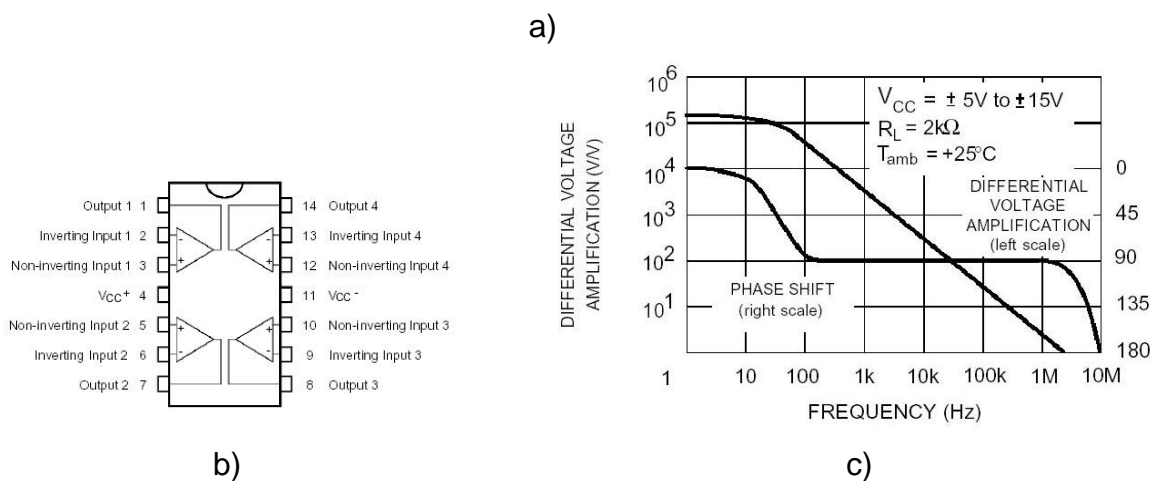 a)
Output 1 1
Inverting Input 1 2
Non-inverting Input 1 3
VCC+ 4
Non-inverting Input 2 5
Inverting Input 2 6
Output 2 7
14 Output 4
13 Inverting Input 4
12 Non-inverting Input 4
11 VCC-
10 Non-inverting Input 3
9 Inverting Input 3
8 Output 3
- + - +
+ - + -
b)
DIFFERENTIAL VOLTAGE
AMPLIFICATION (V/V)
10^6
10^5
10^4
10^3
10^2
10^1
VCC = ± 5V to ±15V
RL = 2kΩ
Tamb = +25°C
DIFFERENTIAL
VOLTAGE
AMPLIFICATION
(left scale)
PHASE SHIFT
(right scale)
0
45
90
135
180
1 10 100 1k 10k 100k 1M 10M
FREQUENCY (Hz)
c)